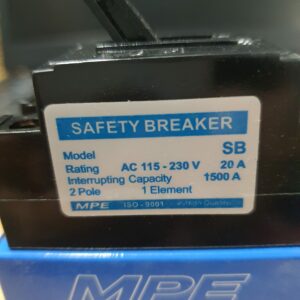 SAFETY BREAKER
Model SB
Rating AC 115 - 230 V 20 A
Interrupting Capacity 1500 A
2 Pole 1 Element
MPE ISO - 9001
MPE